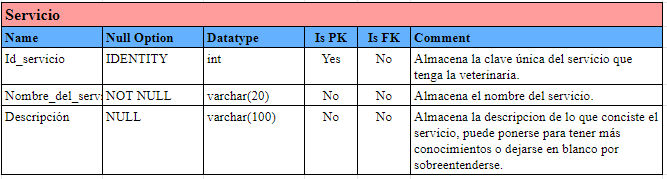 Servicio
Name Null Option Datatype Is PK Is FK Comment
Id_servicio IDENTITY int Yes No Almacena la clave única del servicio que
tenga la veterinaria.
Nombre_del_serv NOT NULL varchar(20) No No Almacena el nombre del servicio.
Descripción NULL varchar(100) No No Almacena la descripcion de lo que conciste el
servicio, puede ponerse para tener más
conocimientos o dejarse en blanco por
sobreentenderse.